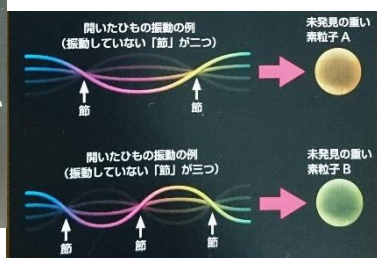 開いたひもの振動の例
(振動していない「節」が二つ)
未発見の重い
素粒子 A
節
節
開いたひもの振動の例
(振動していない「節」が三つ)
未発見の重い
素粒子 B
節
節
節